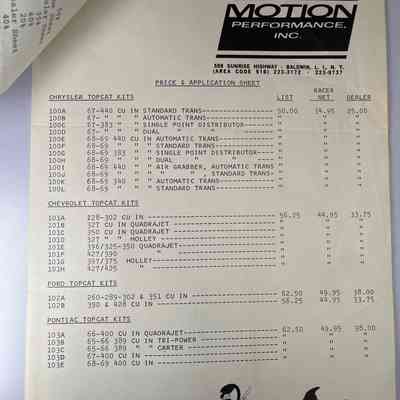 MOTION
PERFORMANCE,
INC.
598 SUNRISE HIGHWAY - BALDWIN, L. I., N. Y.
(AREA CODE 516) 223-3172 - 223-9737
PRICE & APPLICATION SHEET
CHRYSLER TOPCAT KITS LIST RACER NET DEALER
100A 67-440 CU IN STANDARD TRANS 50.00 34.95 25.00
100B 67- " " " AUTOMATIC TRANS " " "
100C 67-383 " " SINGLE POINT DISTRIBUTOR " " "
100D 67- " " " DUAL " " " " "
100E 68-69 440 CU IN AUTOMATIC TRANS " " "
100F 68-69 " " " STANDARD TRANS " " "
100G 68-69 383 " " SINGLE POINT DISTRIBUTOR " " "
100H 68-69 " " " DUAL " " " " "
100I 68-69 440 " " AIR GRABBER, AUTOMATIC TRANS " " "
100J 68-69 " " " " " STANDARD TRANS " " "
100K 68-69 340 " " AUTOMATIC TRANS " " "
100L 68-69 " " " STANDARD TRANS " " "
CHEVROLET TOPCAT KITS
101A 228-302 CU IN 56.25 44.95 33.75
101B 327 CU IN QUADRAJET " " "
101C 350 CU IN QUADRAJET " " "
101D 327 " " HOLLEY " " "
101E 396/325-350 QUADRAJET " " "
101F 427/390 " " " "
101G 397/375 HOLLEY " " "
101H 427/425 " " " "
FORD TOPCAT KITS
102A 260-289-302 & 351 CU IN 62.50 49.95 38.00
102B 390 & 428 CU IN 56.25 44.95 33.75
PONTIAC TOPCAT KITS
103A 66-400 CU IN QUADRAJET 62.50 49.95 38.00
103B 65-66 389 CU IN TRI-POWER " " "
103C 65-66 389 " " CARTER " " "
103D 67-400 CU IN " " "
103E 68-69 400 CU IN " " "